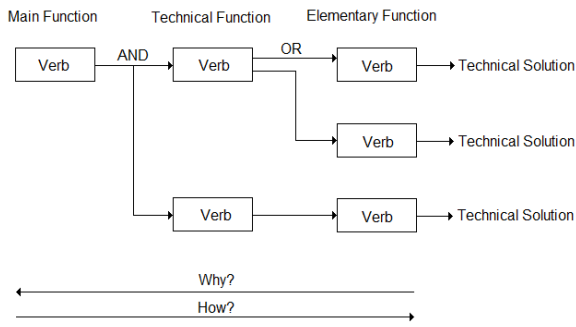 Main Function
Technical Function
Elementary Function
Verb
AND
Verb
OR
Verb
Technical Solution
Verb
Technical Solution
Verb
Verb
Technical Solution
Why?
How?